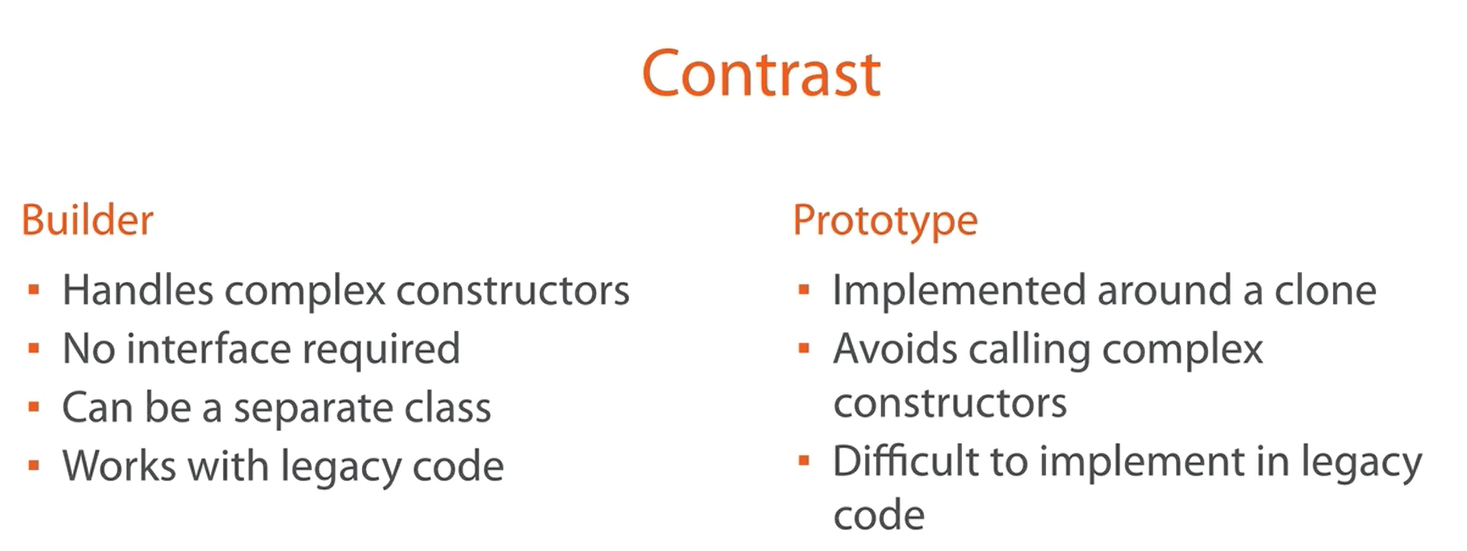 Contrast
Builder
▪ Handles complex constructors
▪ No interface required
▪ Can be a separate class
▪ Works with legacy code
Prototype
▪ Implemented around a clone
▪ Avoids calling complex
constructors
▪ Difficult to implement in legacy
code